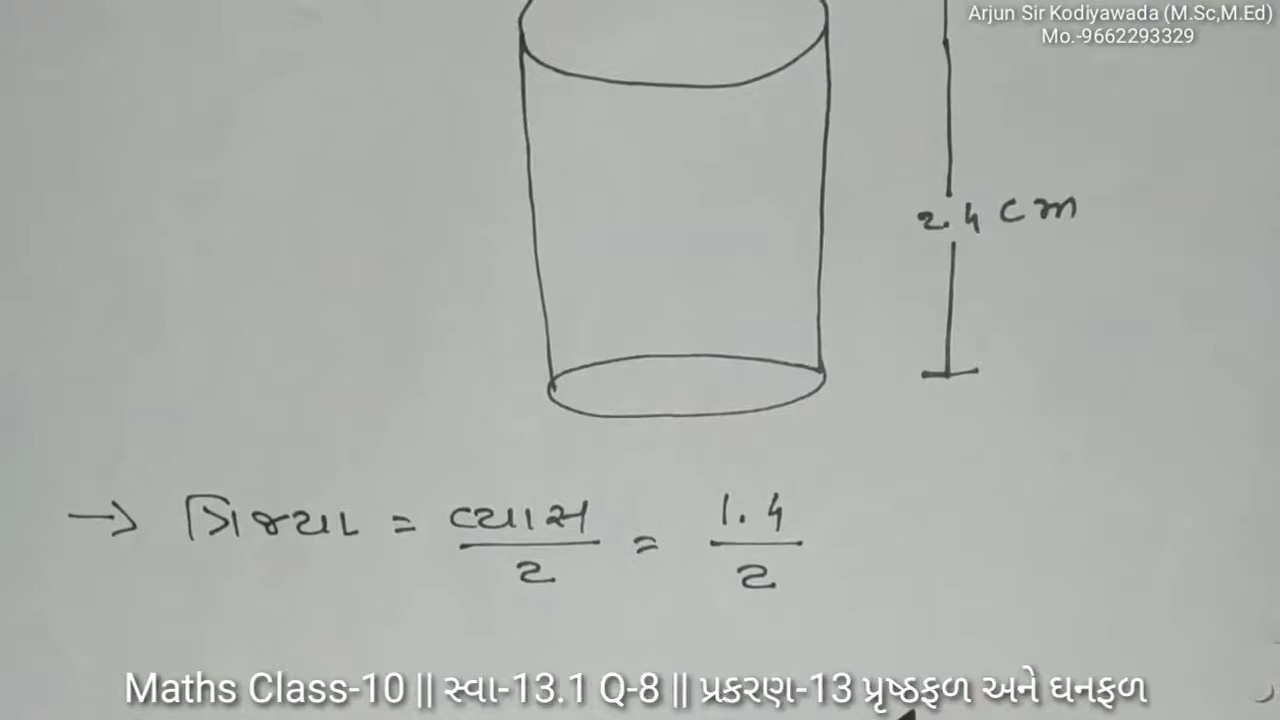 Arjun Sir Kodiyawada (M.Sc,M.Ed)
Mo.-9662293329
2.4 cm
→ ત્રિજ્યા = વ્યાસ/2 = 1.4/2
Maths Class-10 || સ્વા-13.1 Q-8 || પ્રકરણ-13 પૃષ્ઠફળ અને ઘનફળ